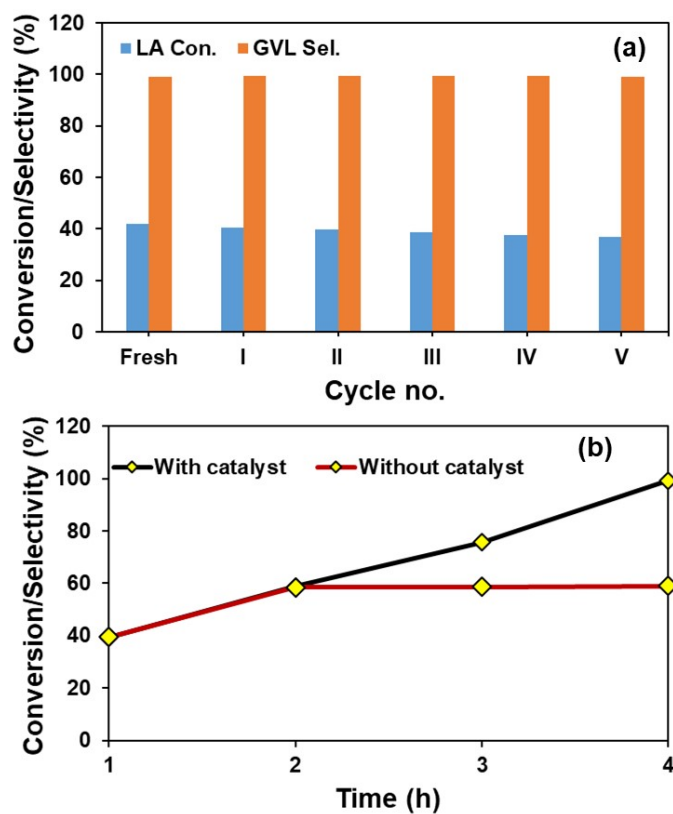 (a)
LA Con. GVL Sel.
Conversion/Selectivity (%)
120
100
80
60
40
20
0
Fresh I II III IV V
Cycle no.
(b)
With catalyst Without catalyst
Conversion/Selectivity (%)
120
100
80
60
40
20
0
1 2 3 4
Time (h)